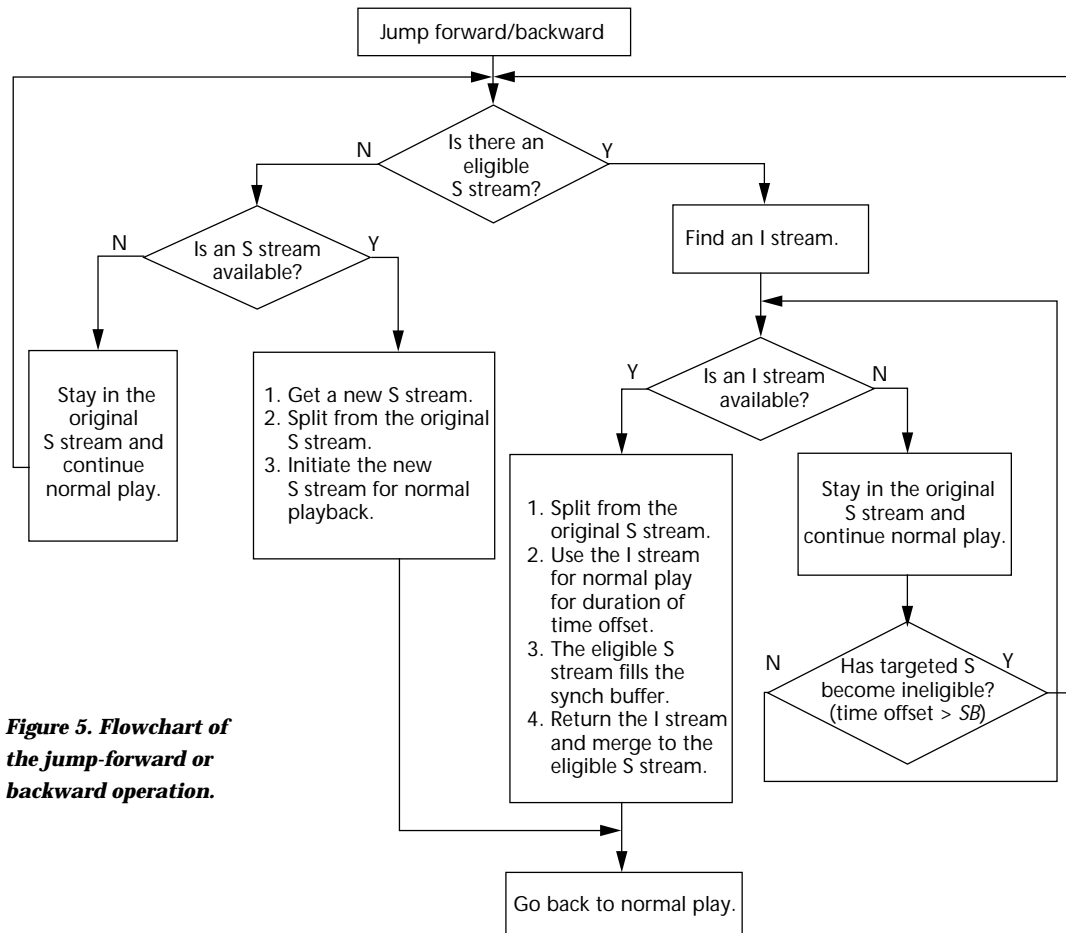 Jump forward/backward
Is there an
eligible
S stream?
N
Y
Is an S stream
available?
N
Y
Find an I stream.
Stay in the
original
S stream and
continue
normal play.
1. Get a new S stream.
2. Split from the original
S stream.
3. Initiate the new
S stream for normal
playback.
Is an I stream
available?
Y
N
1. Split from the
original S stream.
2. Use the I stream
for normal play
for duration of
time offset.
3. The eligible S
stream fills the
synch buffer.
4. Return the I stream
and merge to the
eligible S stream.
Stay in the original
S stream and
continue normal play.
N
Y
Has targeted S
become ineligible?
(time offset > SB)
Figure 5. Flowchart of
the jump-forward or
backward operation.
Go back to normal play.